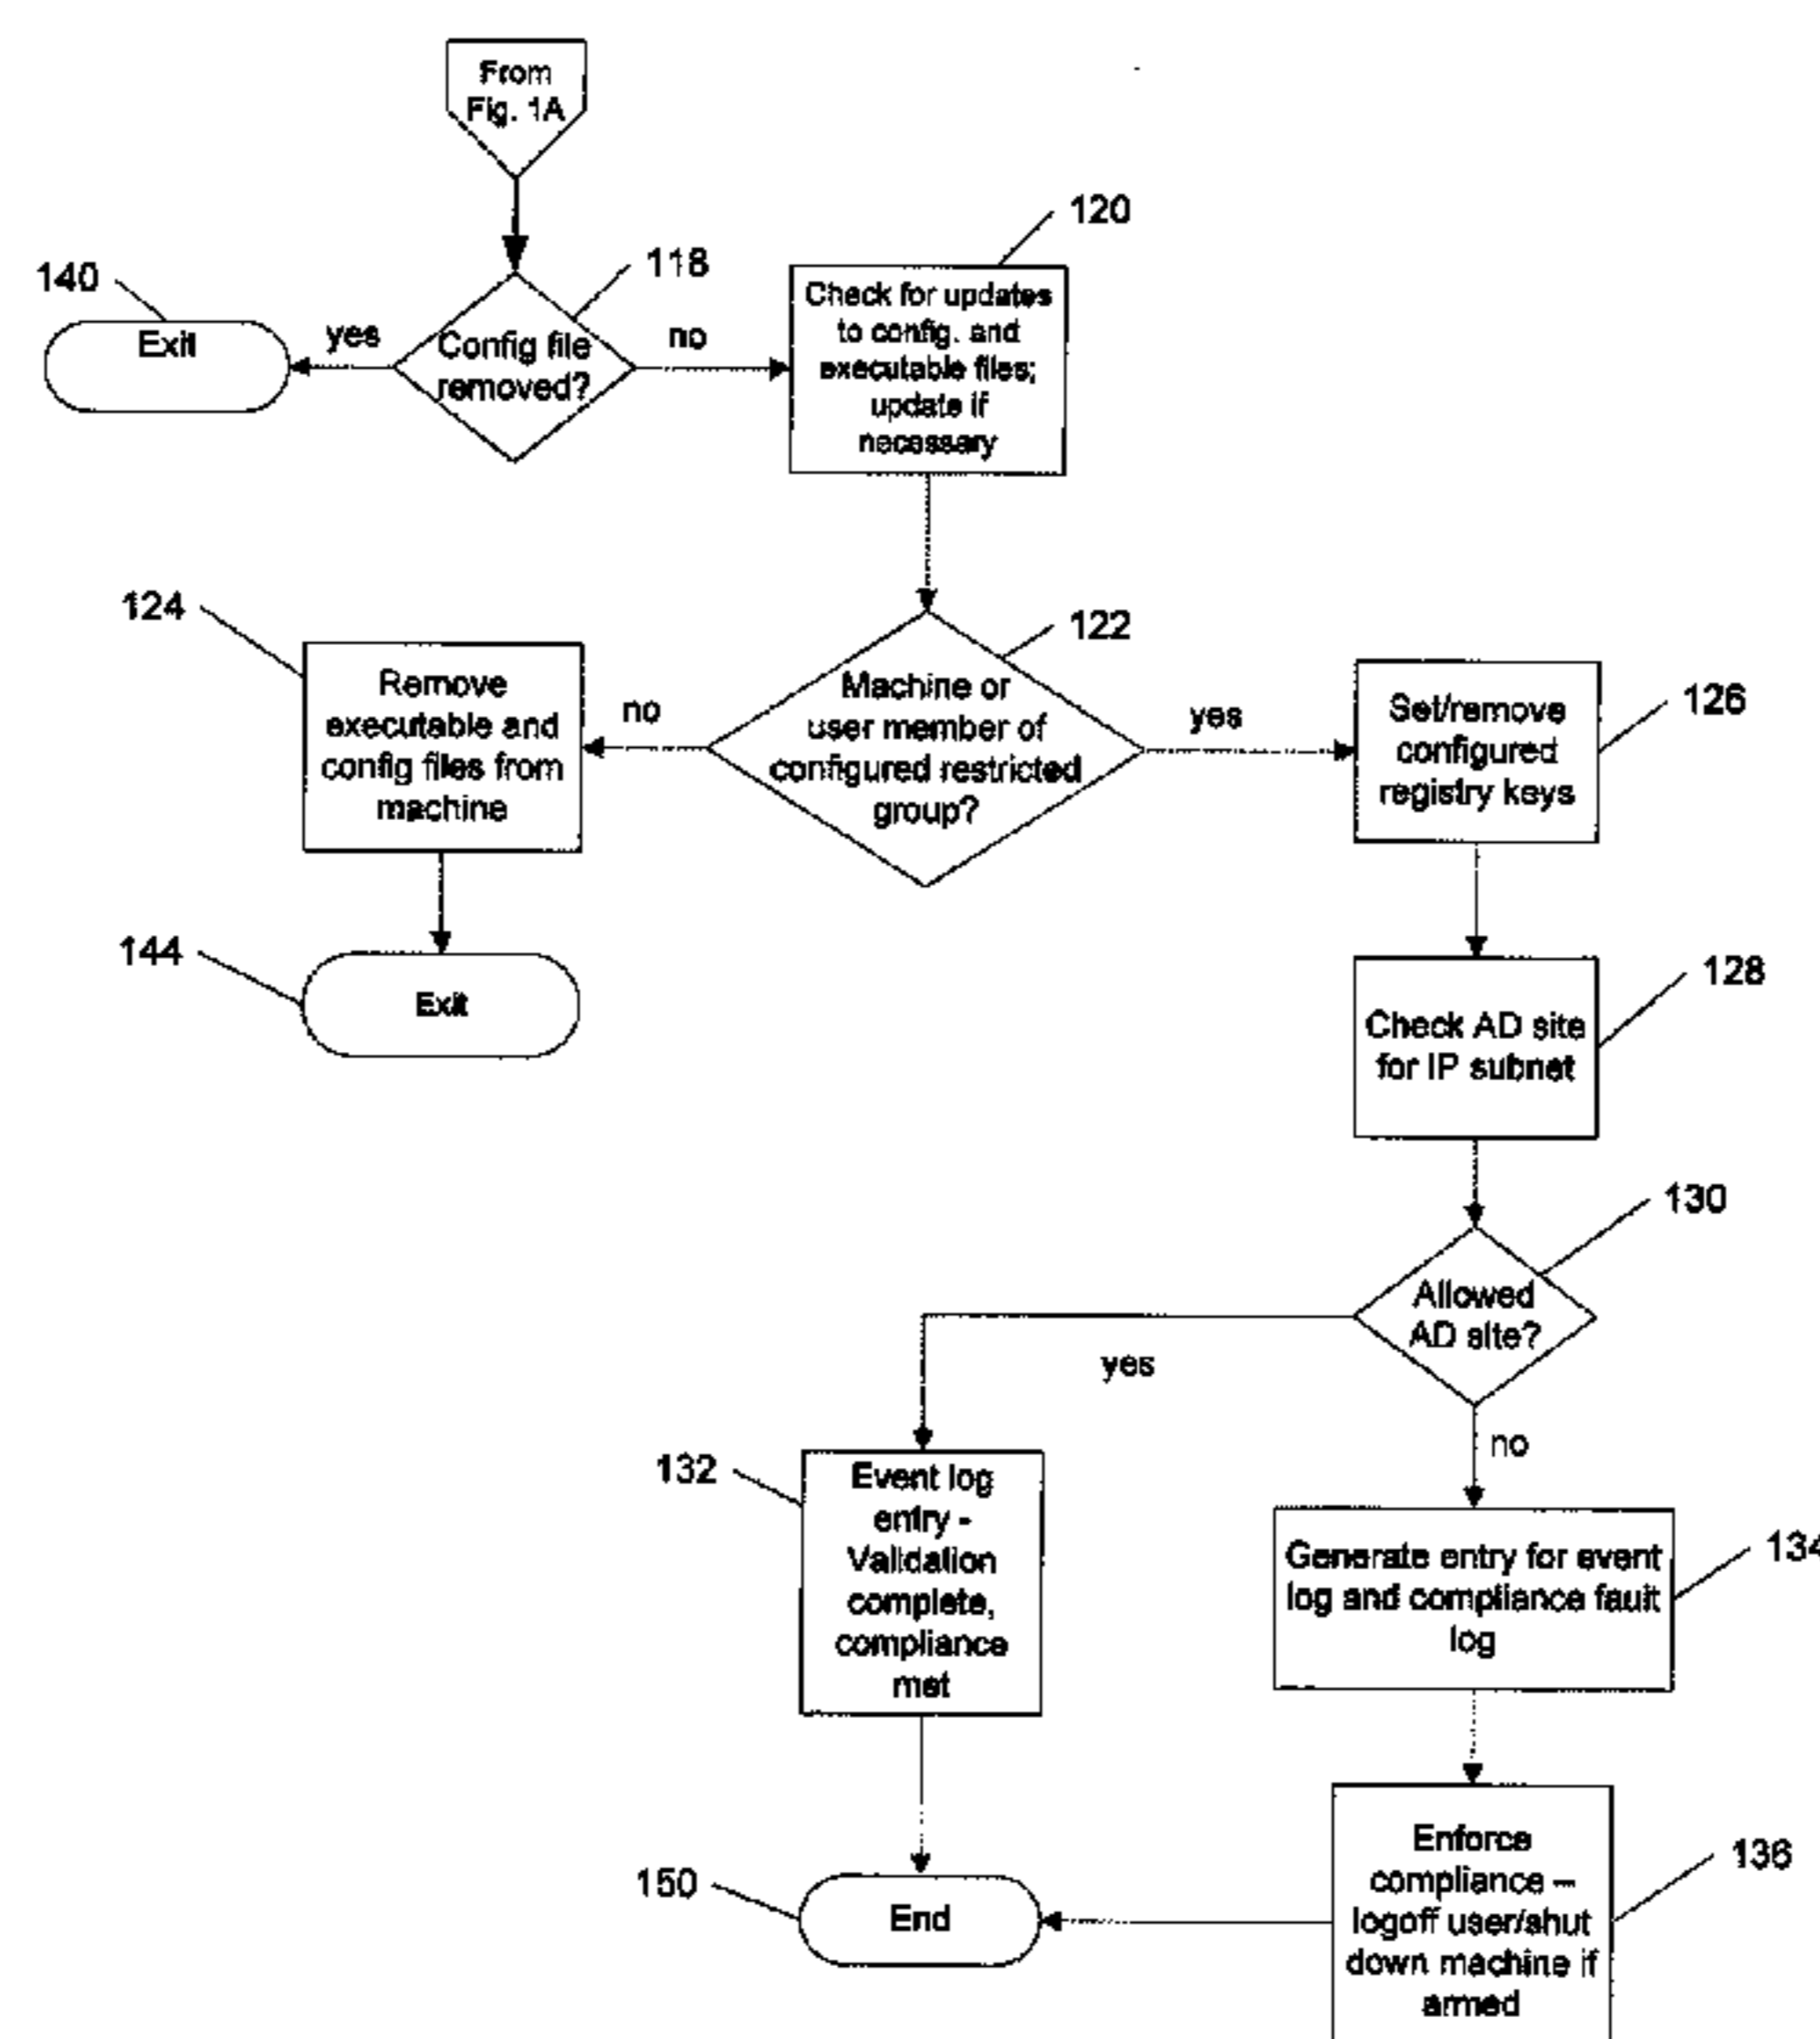 From
Fig. 1A
120
118
140
Exit
yes
Config file
removed?
no
Check for updates
to config. and
executable files;
update if
necessary
124
122
Remove
executable and
config files from
machine
no
Machine or
user member of
configured restricted
group?
yes
Set/remove
configured
registry keys
126
144
Exit
128
Check AD site
for IP subnet
130
Allowed
AD site?
yes
no
132
Event log
entry -
Validation
complete,
compliance
met
Generate entry for event
log and compliance fault
log
134
150
End
Enforce
compliance –
logoff user/shut
down machine if
armed
136